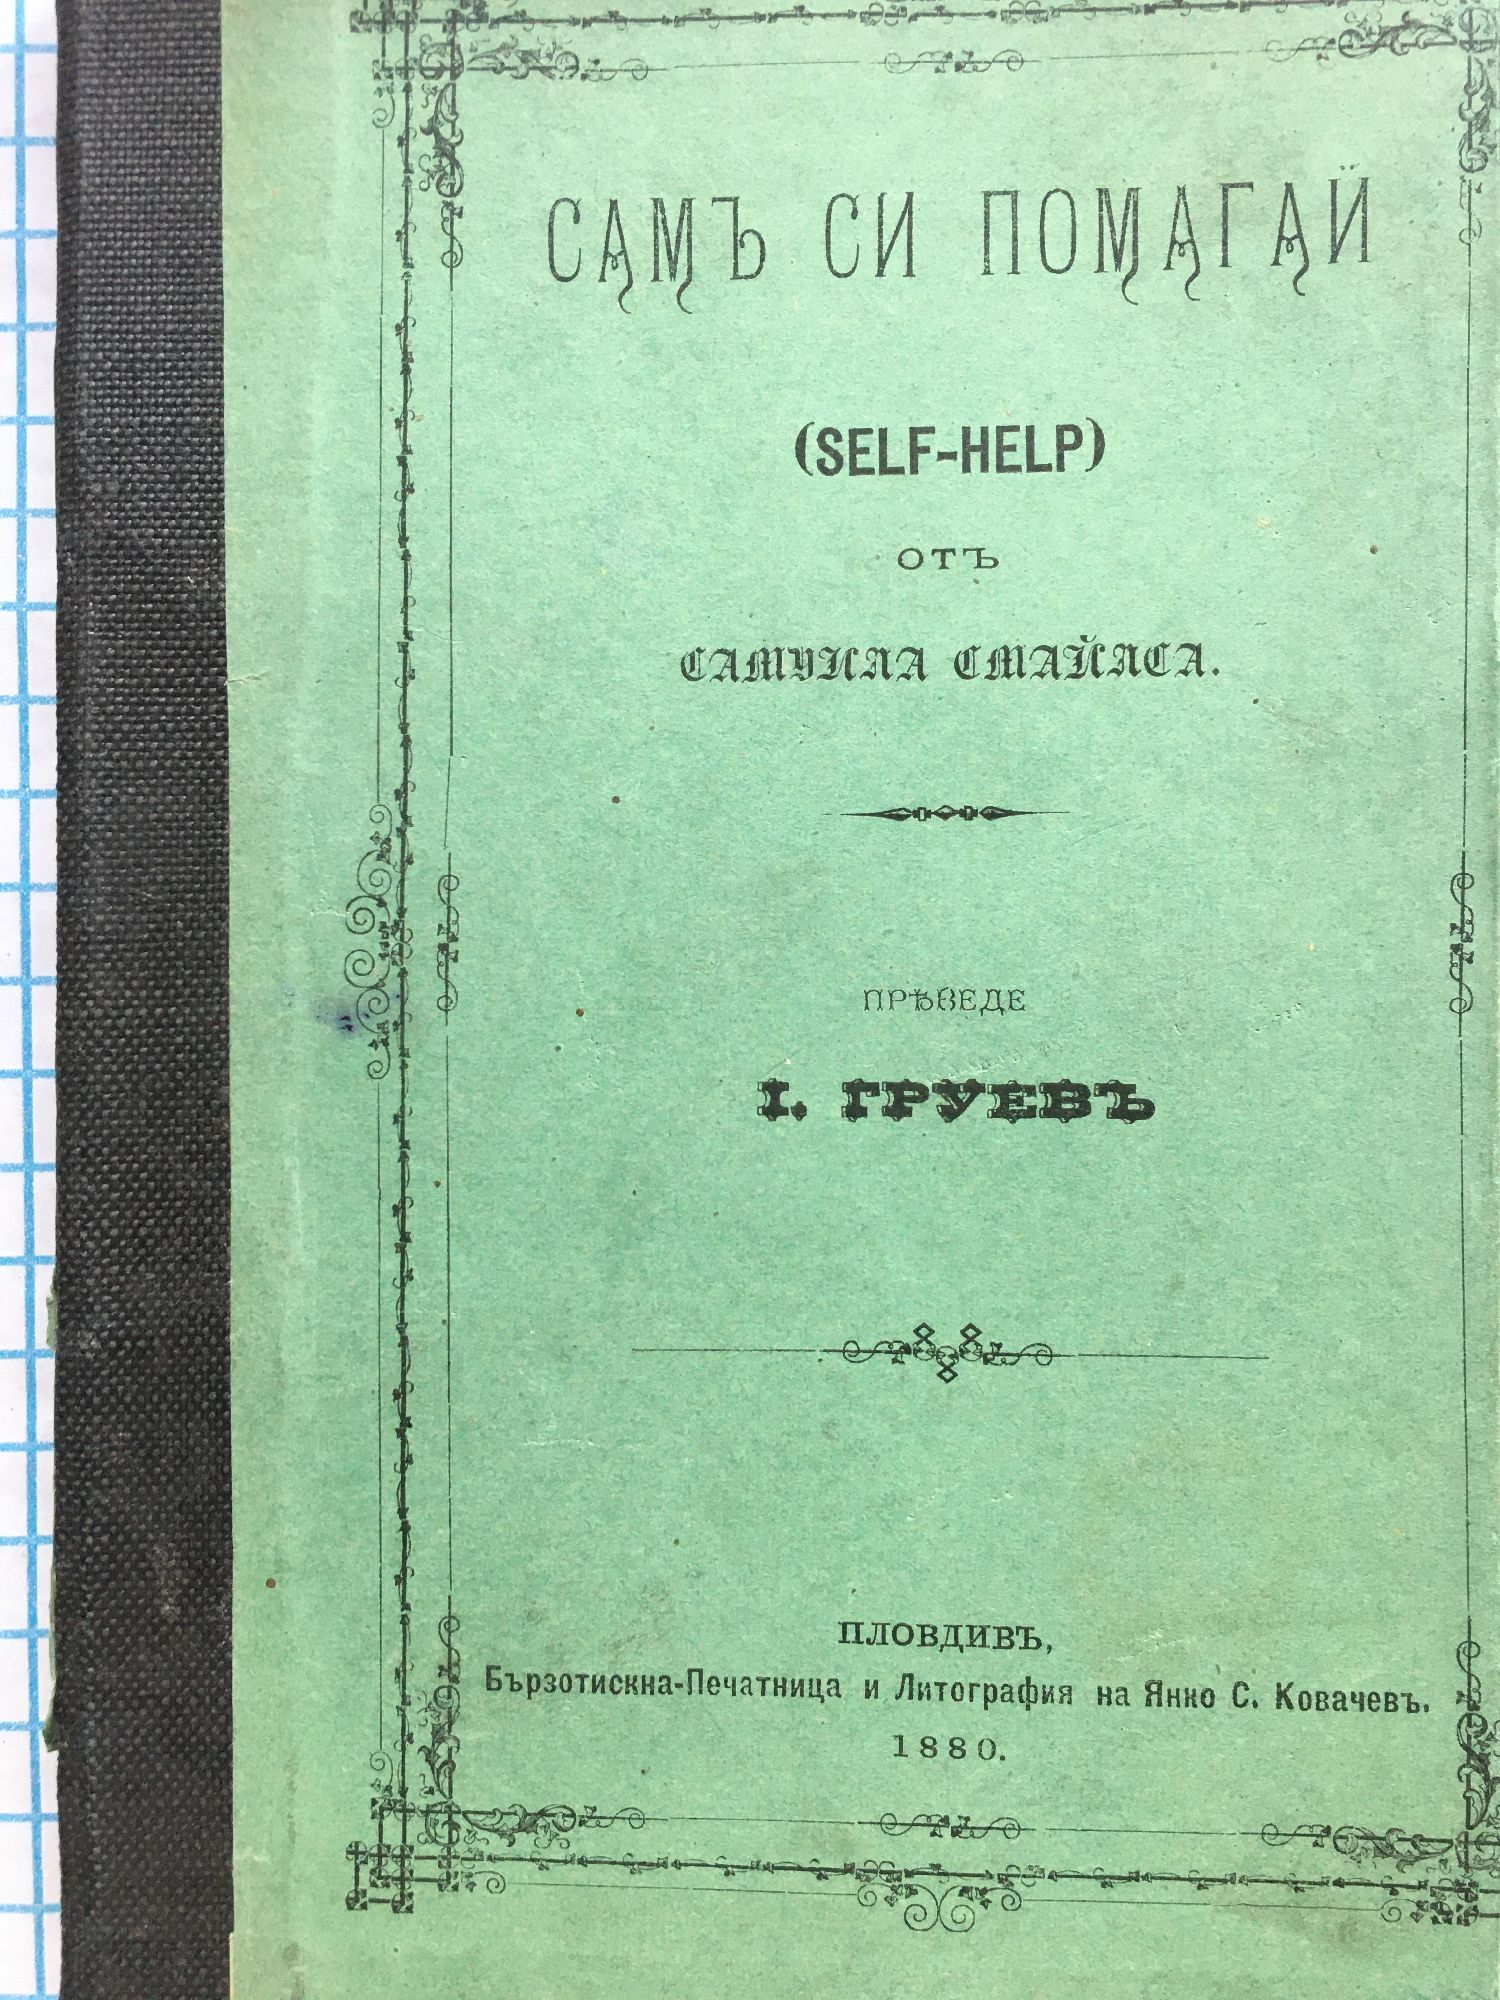 САМЪ СИ ПОМАГАЙ
(SELF-HELP)
ОТЪ
САМУИЛА СМАЙЛСА.
ПРѢВЕДЕ
І. ГРУЕВЪ
ПЛОВДИВЪ,
Бързотискна-Печатница и Литография на Янко С. Ковачевъ.
1880.